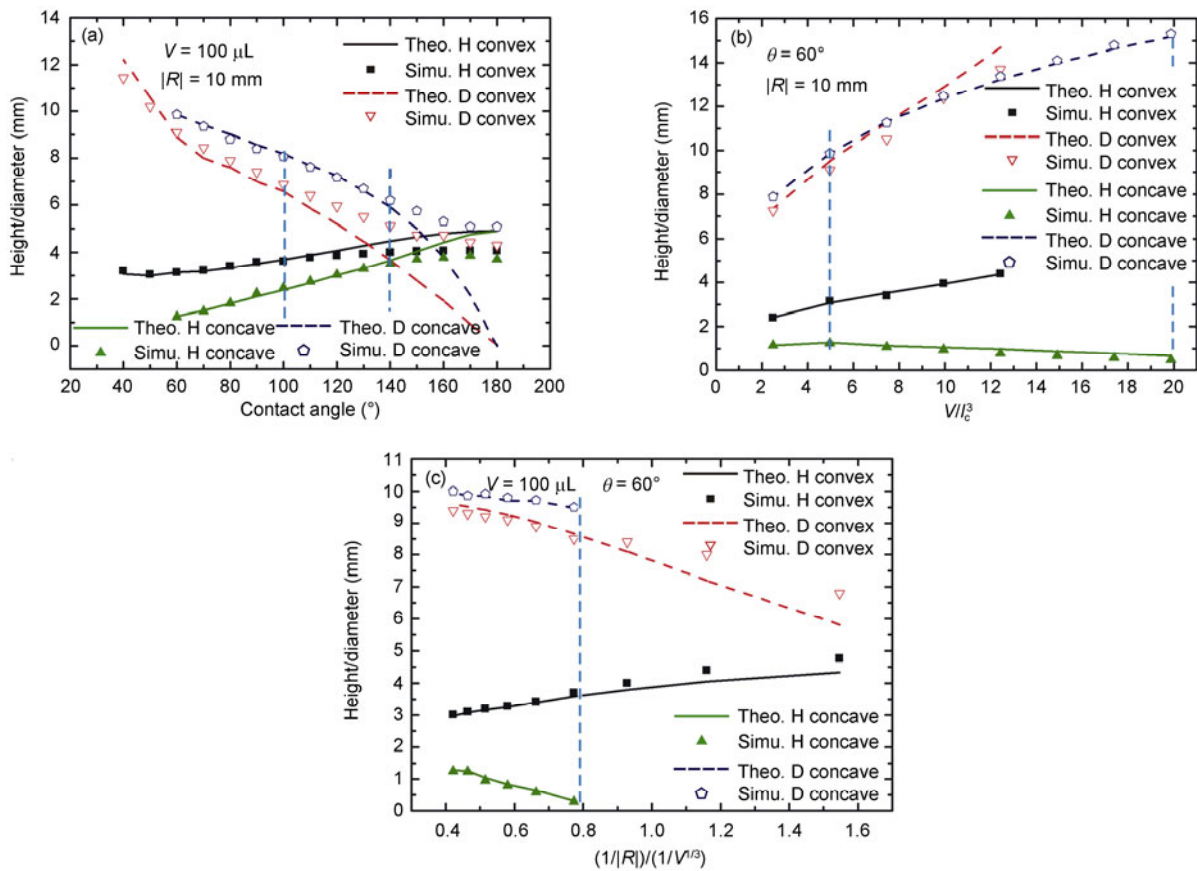 (a)
V = 100 μL
|R| = 10 mm
Theo. H convex
Simu. H convex
Theo. D convex
Simu. D convex
Theo. H concave
Simu. H concave
Theo. D concave
Simu. D concave
Height/diameter (mm)
14
12
10
8
6
4
2
0
20 40 60 80 100 120 140 160 180 200
Contact angle (°)
(b)
θ = 60°
|R| = 10 mm
Theo. H convex
Simu. H convex
Theo. D convex
Simu. D convex
Theo. H concave
Simu. H concave
Theo. D concave
Simu. D concave
Height/diameter (mm)
16
14
12
10
8
6
4
2
0
0 2 4 6 8 10 12 14 16 18 20
V/l_c^3
(c)
V = 100 μL θ = 60°
Theo. H convex
Simu. H convex
Theo. D convex
Simu. D convex
Theo. H concave
Simu. H concave
Theo. D concave
Simu. D concave
Height/diameter (mm)
11
10
9
8
7
6
5
4
3
2
1
0
0.4 0.6 0.8 1.0 1.2 1.4 1.6
(1/|R|)/(1/V^1/3)